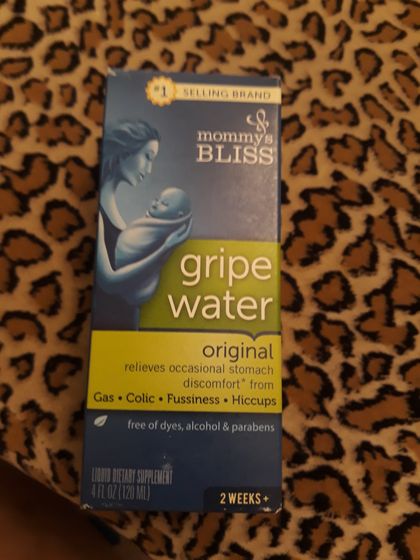 #1 SELLING BRAND
mommy's
BLISS
gripe
water
original
relieves occasional stomach
discomfort* from
Gas • Colic • Fussiness • Hiccups
free of dyes, alcohol & parabens
LIQUID DIETARY SUPPLEMENT
4 FL OZ (120 ML)
2 WEEKS +